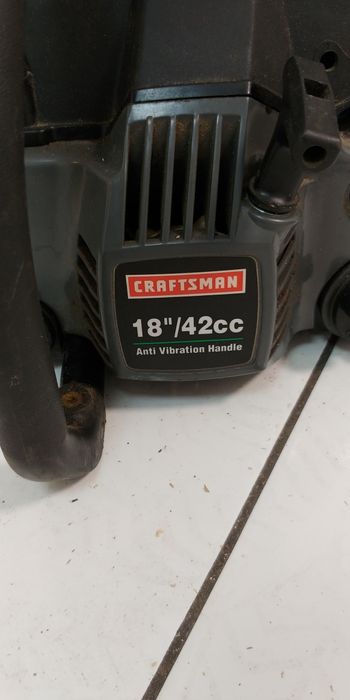 CRAFTSMAN
18"/42cc
Anti Vibration Handle